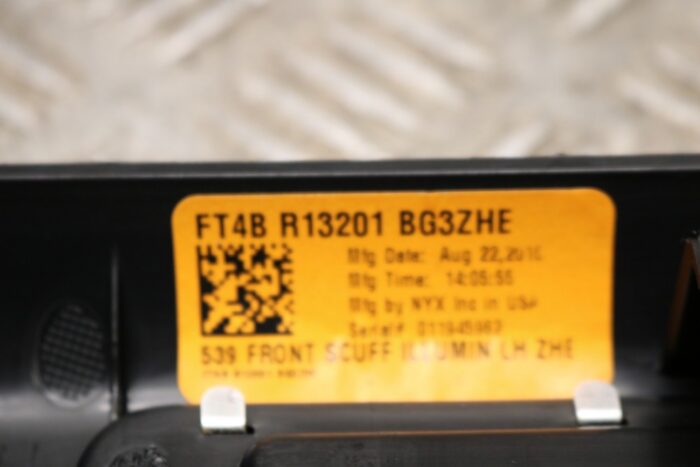 FT4B R13201 BG3ZHE
Mfg Date: Aug 22,
Mfg Time: 14:05:55
Mfg by NYX Inc in USA
Serial#
539 FRONT SCUFF ILLUMIN LH ZHE